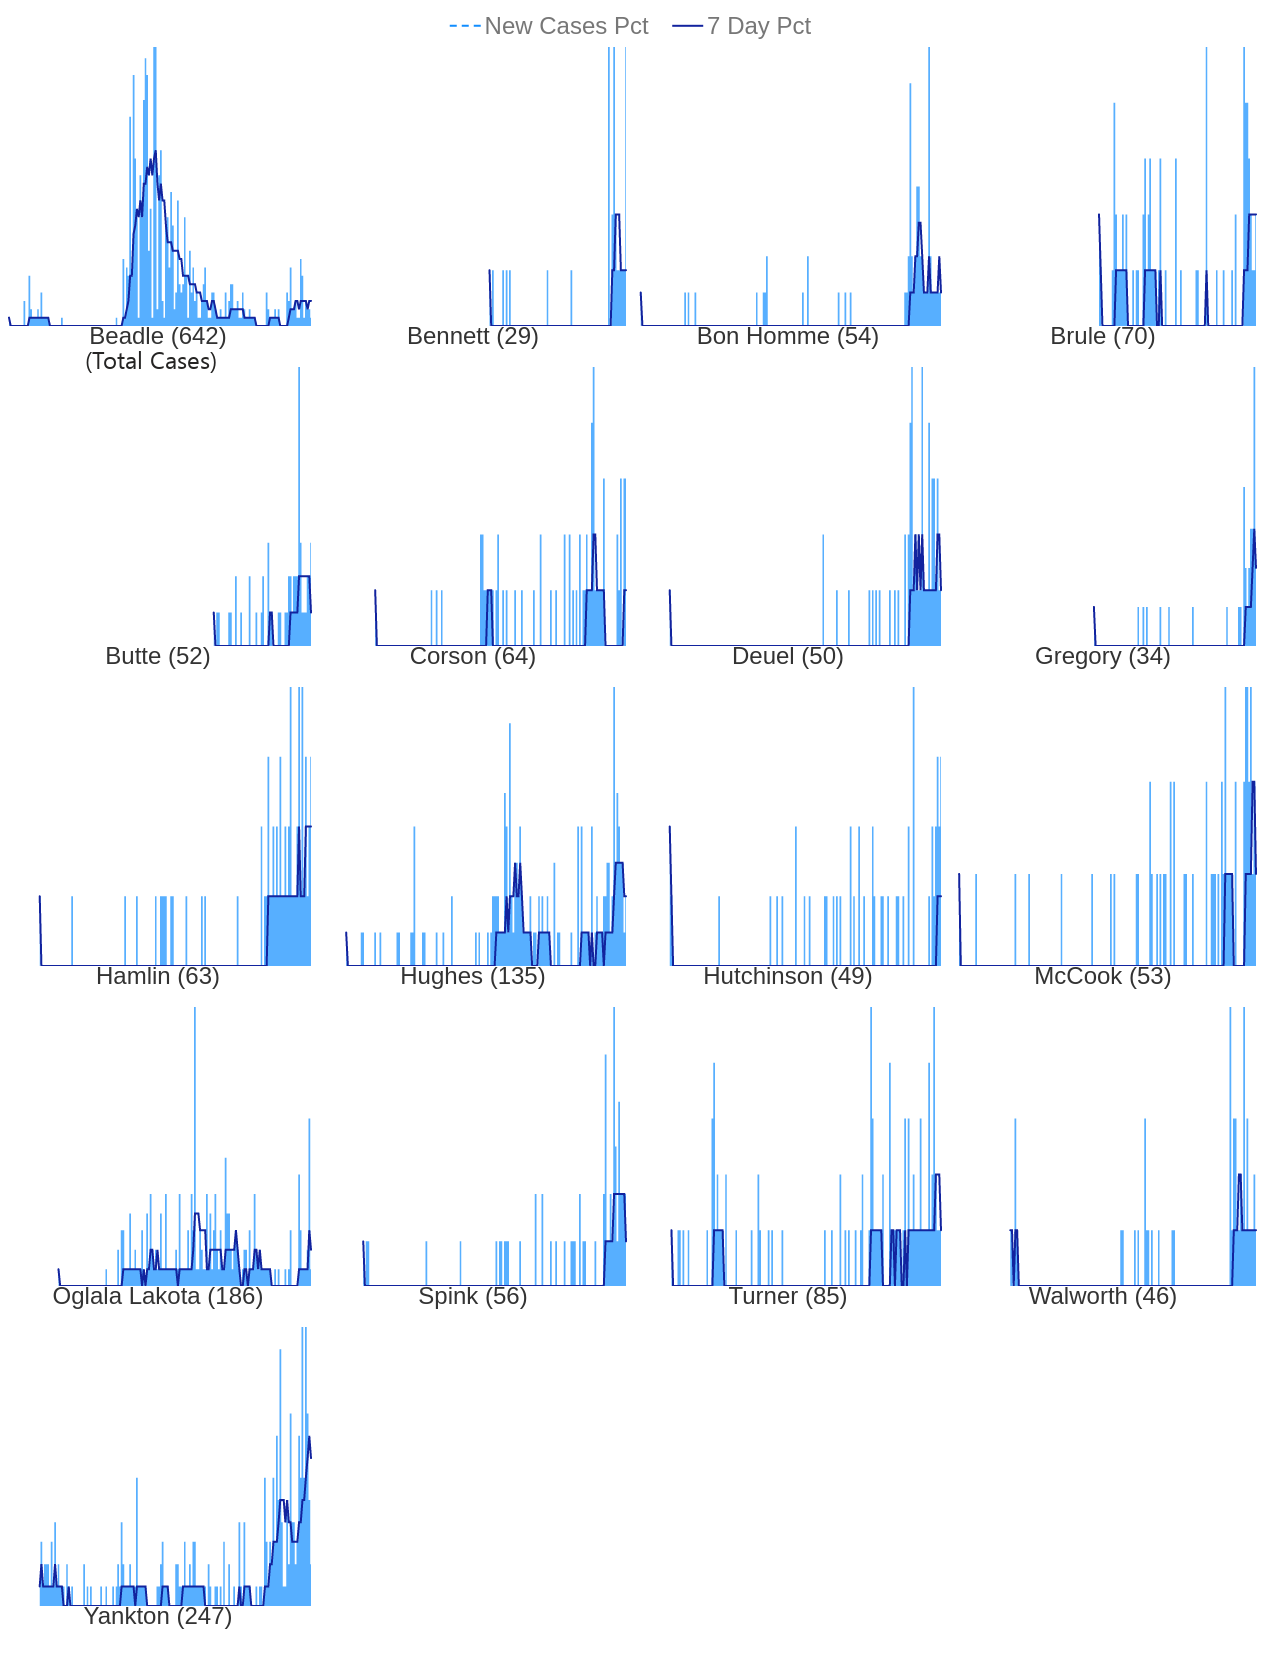 New Cases Pct 7 Day Pct
Beadle (642) Bennett (29) Bon Homme (54) Brule (70)
(Total Cases)
Butte (52) Corson (64) Deuel (50) Gregory (34)
Hamlin (63) Hughes (135) Hutchinson (49) McCook (53)
Oglala Lakota (186) Spink (56) Turner (85) Walworth (46)
Yankton (247)